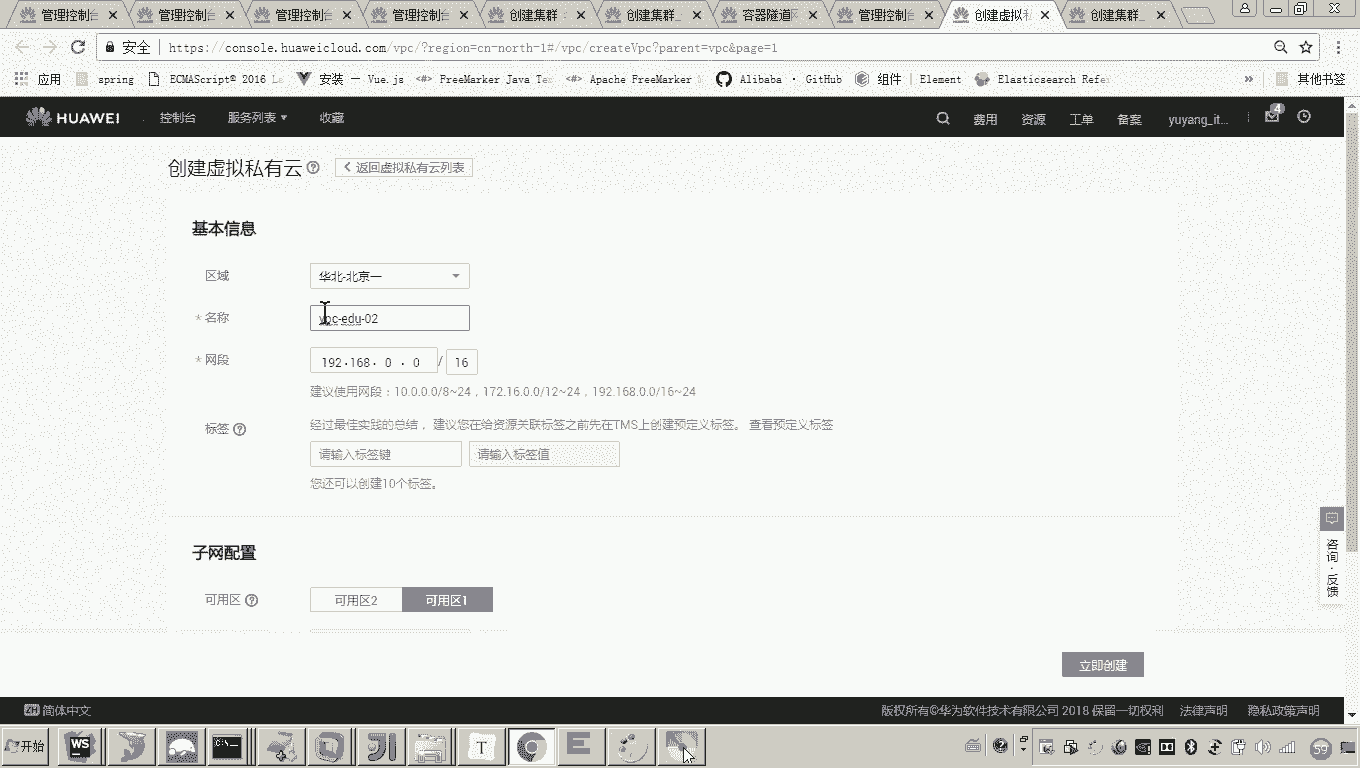 管理控制台 管理控制台 管理控制台 管理控制台 创建集群_ 创建集群_ 容器隧道网 管理控制台 创建虚拟私 创建集群_
安全 https://console.huaweicloud.com/vpc/?region=cn-north-1#/vpc/createVpc?parent=vpc&page=1
应用 spring ECMAScript® 2016 La 安装 — Vue.js FreeMarker Java Tem Apache FreeMarker Alibaba · GitHub 组件 | Element Elasticsearch Refer » 其他书签
HUAWEI 控制台 服务列表 收藏 费用 资源 工单 备案 yuyang_it... 4
创建虚拟私有云 返回虚拟私有云列表
基本信息
区域 华北-北京一
* 名称 vpc-edu-02
* 网段 192.168.0.0 / 16
建议使用网段：10.0.0.0/8~24，172.16.0.0/12~24，192.168.0.0/16~24
标签 经过最佳实践的总结，建议您在给资源关联标签之前先在TMS上创建预定义标签。 查看预定义标签
请输入标签键 请输入标签值
您还可以创建10个标签。
子网配置
可用区 可用区2 可用区1
咨询·反馈
立即创建
ZH 简体中文 版权所有©华为软件技术有限公司 2018 保留一切权利 法律声明 隐私政策声明
开始 WS C:\_ T E 59